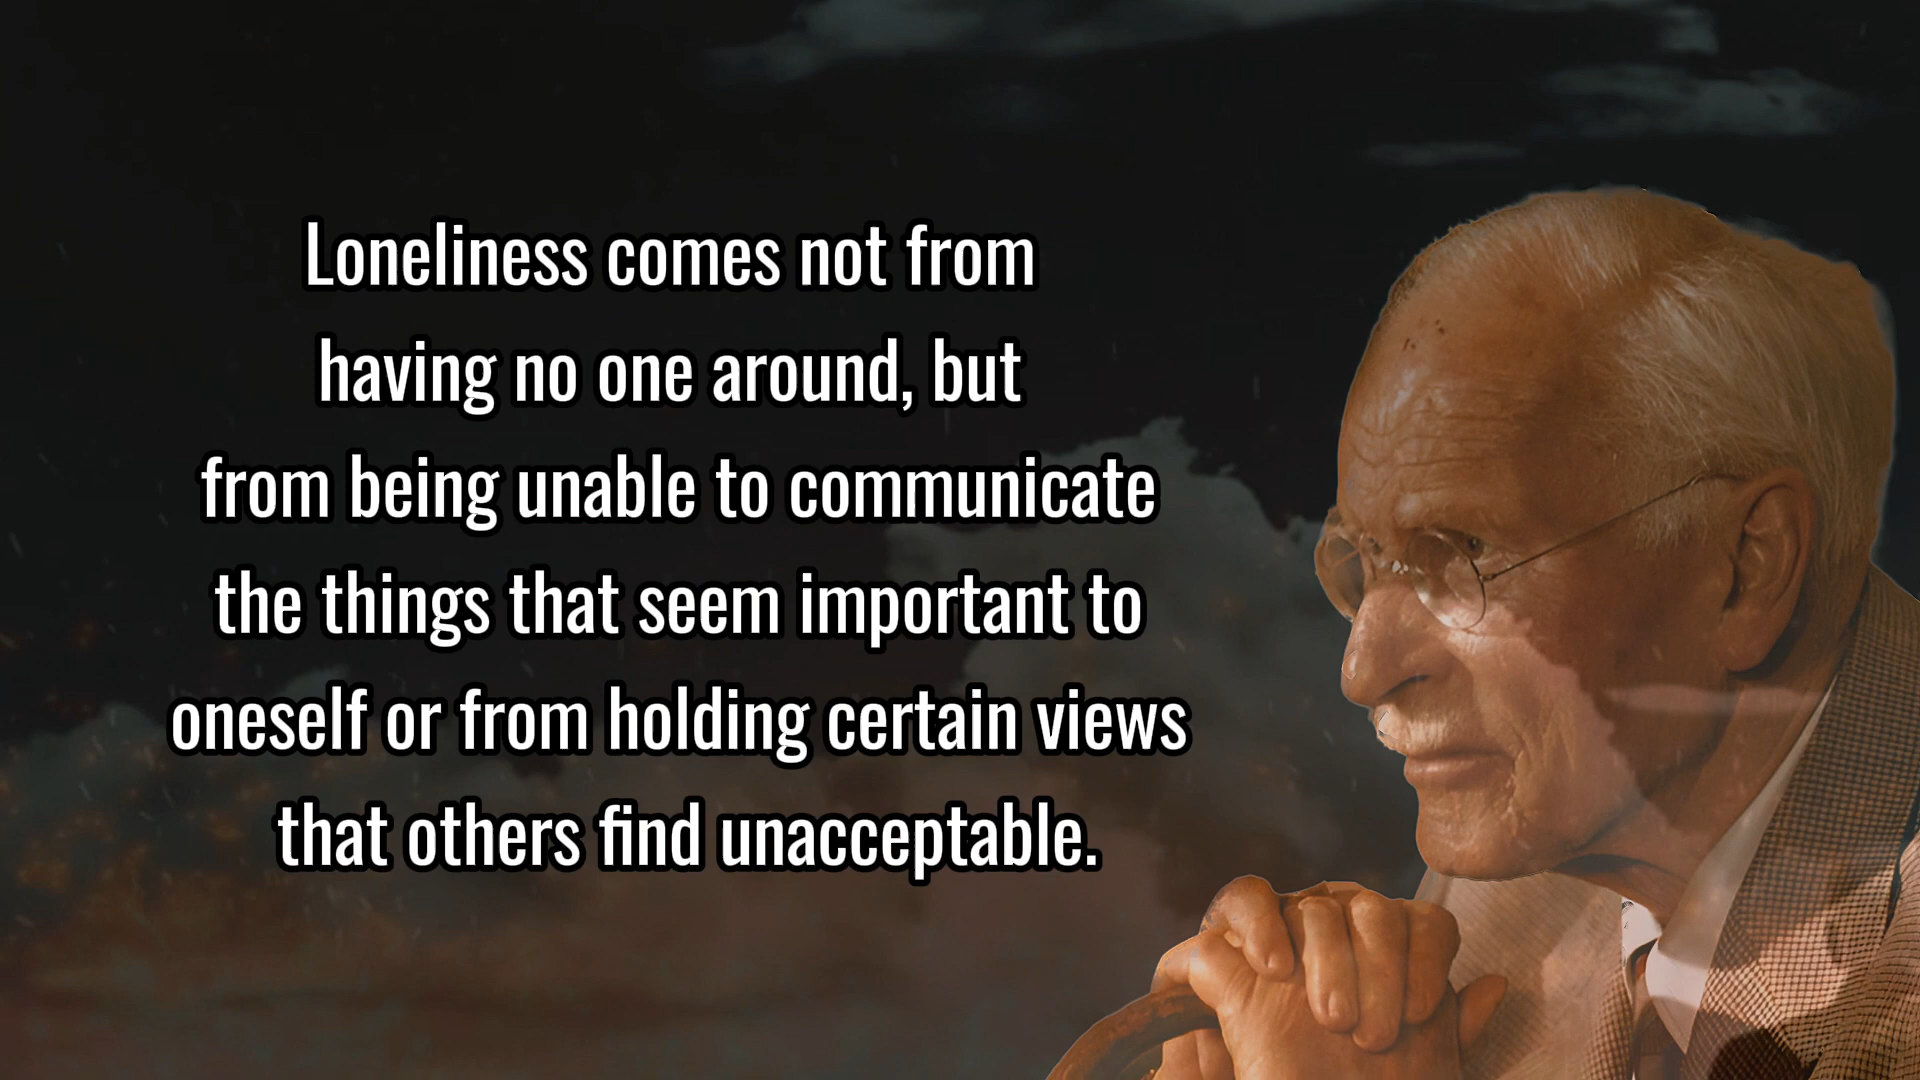 Loneliness comes not from
having no one around, but
from being unable to communicate
the things that seem important to
oneself or from holding certain views
that others find unacceptable.